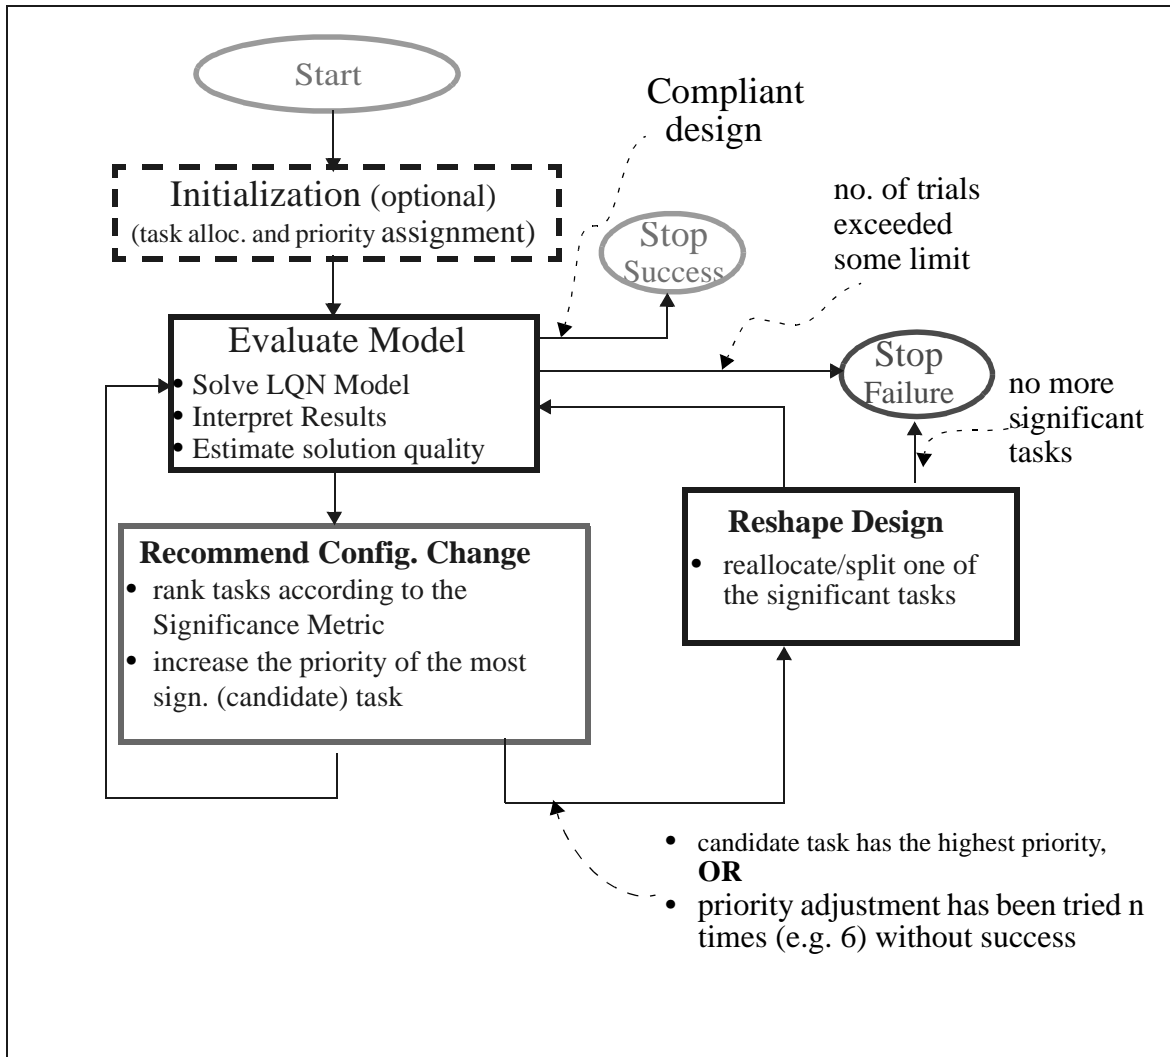 Start
Compliant
design
no. of trials
exceeded
some limit
Initialization (optional)
(task alloc. and priority assignment)
Stop
Success
Evaluate Model
• Solve LQN Model
• Interpret Results
• Estimate solution quality
Stop
Failure
no more
significant
tasks
Recommend Config. Change
• rank tasks according to the
Significance Metric
• increase the priority of the most
sign. (candidate) task
Reshape Design
• reallocate/split one of
the significant tasks
• candidate task has the highest priority,
OR
• priority adjustment has been tried n
times (e.g. 6) without success